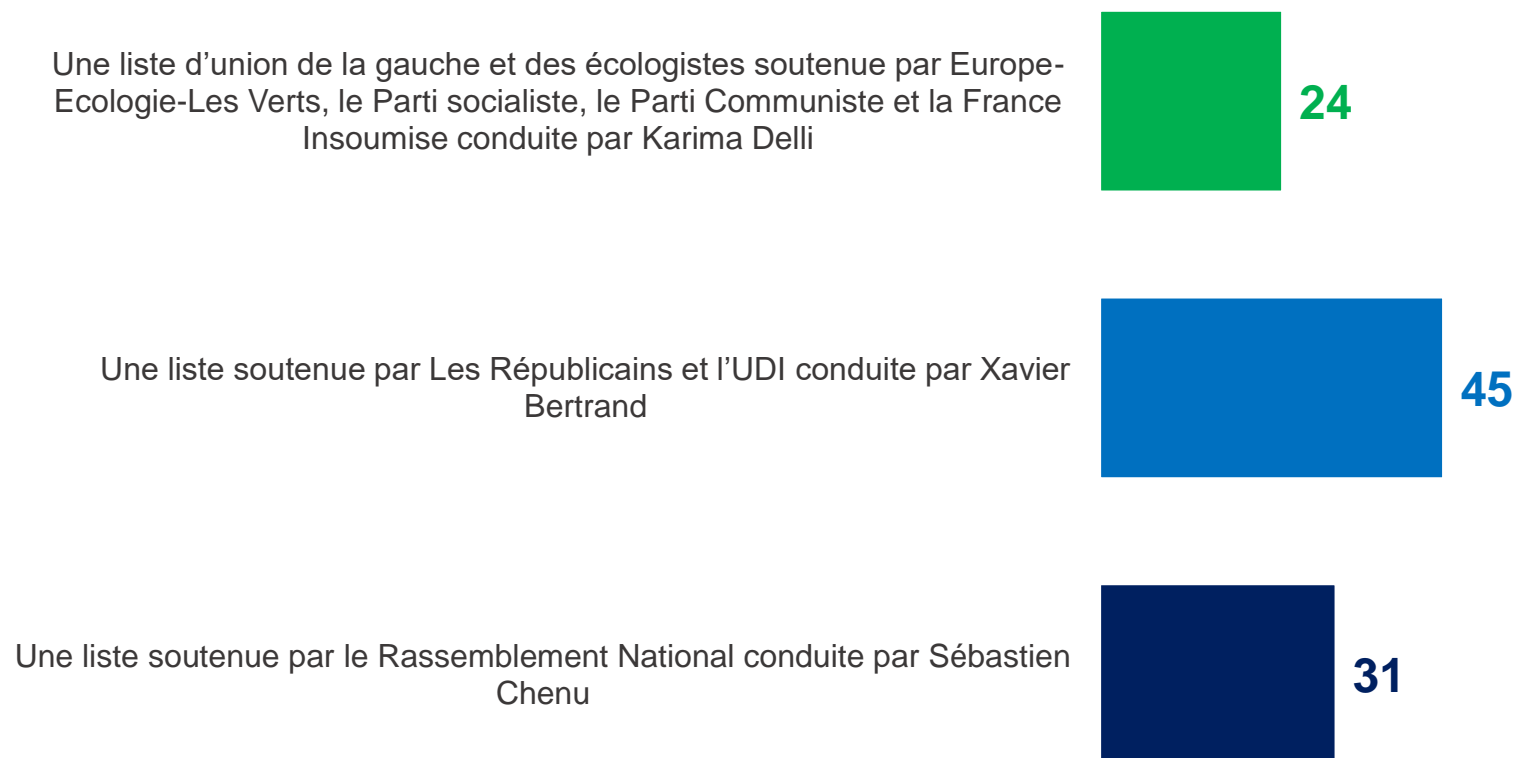 Une liste d’union de la gauche et des écologistes soutenue par Europe-
Ecologie-Les Verts, le Parti socialiste, le Parti Communiste et la France
Insoumise conduite par Karima Delli
24
Une liste soutenue par Les Républicains et l’UDI conduite par Xavier
Bertrand
45
Une liste soutenue par le Rassemblement National conduite par Sébastien
Chenu
31